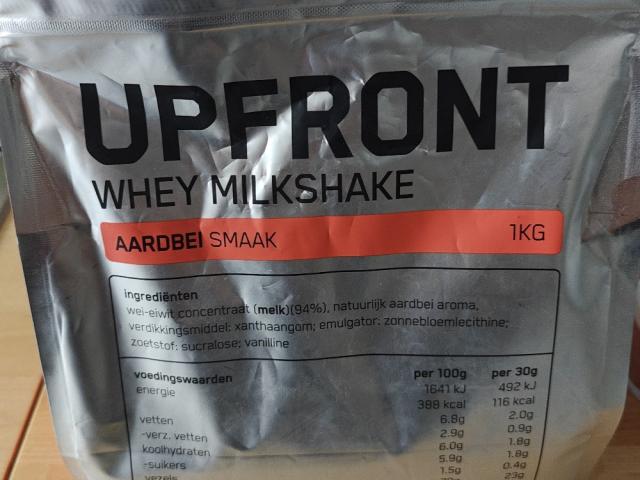 UPFRONT
WHEY MILKSHAKE
AARDBEI SMAAK 1KG
ingrediënten
wei-eiwit concentraat (melk)(94%), natuurlijk aardbei aroma,
verdikkingsmiddel: xanthaangom; emulgator: zonnebloemlecithine;
zoetstof: sucralose; vanilline
voedingswaarden per 100g per 30g
energie 1641 kJ 492 kJ
388 kcal 116 kcal
vetten 6.8g 2.0g
-verz. vetten 2.9g 0.9g
koolhydraten 6.0g 1.8g
-suikers 5.9g 1.8g
vezels 1.5g 0.4g
23g